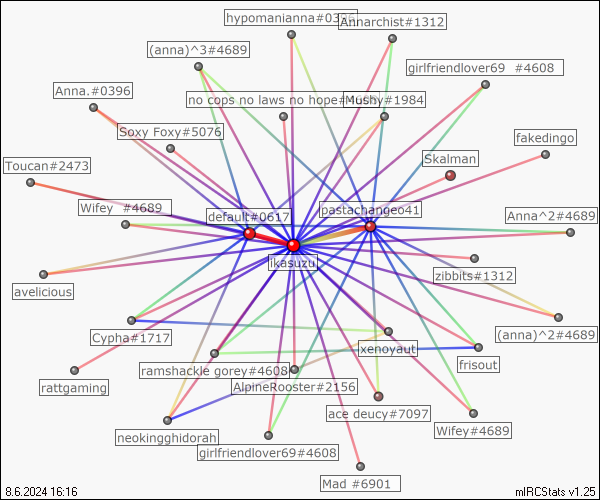 hypomanianna#0396
Annarchist#1312
(anna)^3#4689
girlfriendlover69 #4608
Anna.#0396
no cops no laws no hope
Mushy#1984
Soxy Foxy#5076
fakedingo
Skalman
Toucan#2473
Wifey #4689
default#0617
pastachangeo41
Anna^2#4689
ikasuzu
zibbits#1312
avelicious
Cypha#1717
(anna)^2#4689
xenoyaut
frisout
ramshackle gorey#4608
rattgaming
AlpineRooster#2156
ace deucy#7097
neokingghidorah
Wifey#4689
girlfriendlover69#4608
Mad #6901
8.6.2024 16:16
mIRCStats v1.25